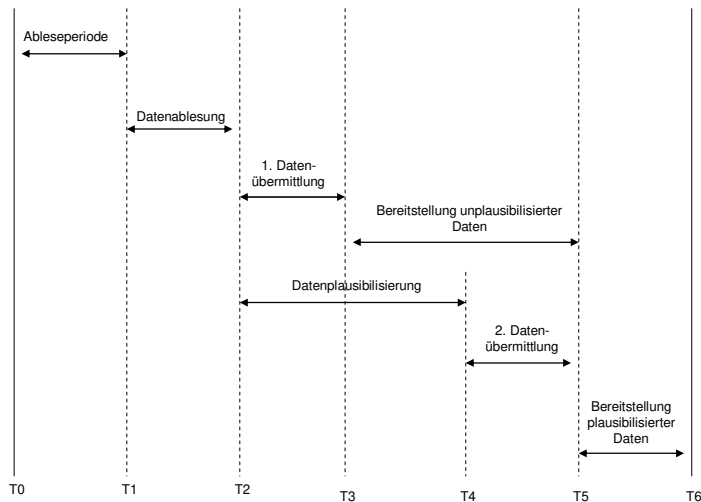 Ableseperiode
Datenablesung
1. Daten-
übermittlung
Bereitstellung unplausibilisierter
Daten
Datenplausibilisierung
2. Daten-
übermittlung
Bereitstellung
plausibilisierter
Daten
T0 T1 T2 T3 T4 T5 T6